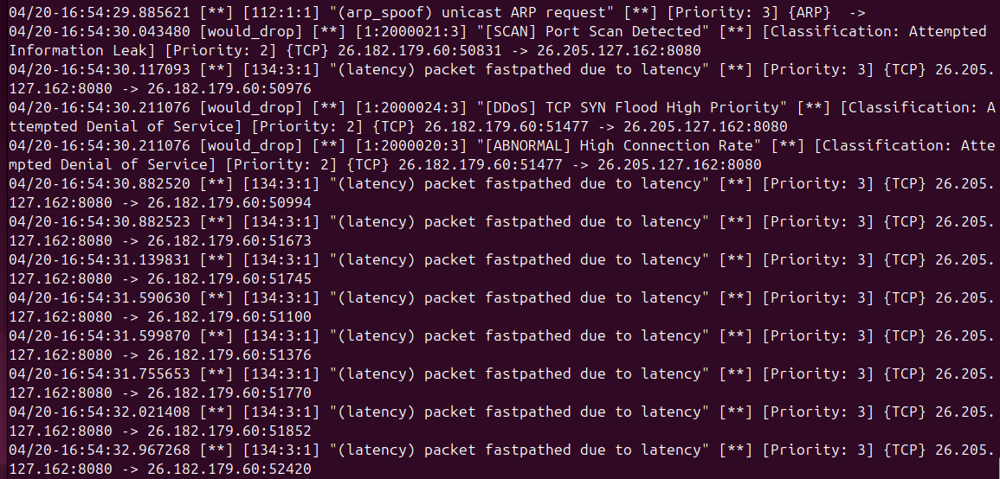 04/20-16:54:29.885621 [**] [112:1:1] "(arp_spoof) unicast ARP request" [**] [Priority: 3] {ARP}  ->
04/20-16:54:30.043480 [would_drop] [**] [1:2000021:3] "[SCAN] Port Scan Detected" [**] [Classification: Attempted
Information Leak] [Priority: 2] {TCP} 26.182.179.60:50831 -> 26.205.127.162:8080
04/20-16:54:30.117093 [**] [134:3:1] "(latency) packet fastpathed due to latency" [**] [Priority: 3] {TCP} 26.205.
127.162:8080 -> 26.182.179.60:50976
04/20-16:54:30.211076 [would_drop] [**] [1:2000024:3] "[DDoS] TCP SYN Flood High Priority" [**] [Classification: A
ttempted Denial of Service] [Priority: 2] {TCP} 26.182.179.60:51477 -> 26.205.127.162:8080
04/20-16:54:30.211076 [would_drop] [**] [1:2000020:3] "[ABNORMAL] High Connection Rate" [**] [Classification: Atte
mpted Denial of Service] [Priority: 2] {TCP} 26.182.179.60:51477 -> 26.205.127.162:8080
04/20-16:54:30.882520 [**] [134:3:1] "(latency) packet fastpathed due to latency" [**] [Priority: 3] {TCP} 26.205.
127.162:8080 -> 26.182.179.60:50994
04/20-16:54:30.882523 [**] [134:3:1] "(latency) packet fastpathed due to latency" [**] [Priority: 3] {TCP} 26.205.
127.162:8080 -> 26.182.179.60:51673
04/20-16:54:31.139831 [**] [134:3:1] "(latency) packet fastpathed due to latency" [**] [Priority: 3] {TCP} 26.205.
127.162:8080 -> 26.182.179.60:51745
04/20-16:54:31.590630 [**] [134:3:1] "(latency) packet fastpathed due to latency" [**] [Priority: 3] {TCP} 26.205.
127.162:8080 -> 26.182.179.60:51100
04/20-16:54:31.599870 [**] [134:3:1] "(latency) packet fastpathed due to latency" [**] [Priority: 3] {TCP} 26.205.
127.162:8080 -> 26.182.179.60:51376
04/20-16:54:31.755653 [**] [134:3:1] "(latency) packet fastpathed due to latency" [**] [Priority: 3] {TCP} 26.205.
127.162:8080 -> 26.182.179.60:51770
04/20-16:54:32.021408 [**] [134:3:1] "(latency) packet fastpathed due to latency" [**] [Priority: 3] {TCP} 26.205.
127.162:8080 -> 26.182.179.60:51852
04/20-16:54:32.967268 [**] [134:3:1] "(latency) packet fastpathed due to latency" [**] [Priority: 3] {TCP} 26.205.
127.162:8080 -> 26.182.179.60:52420